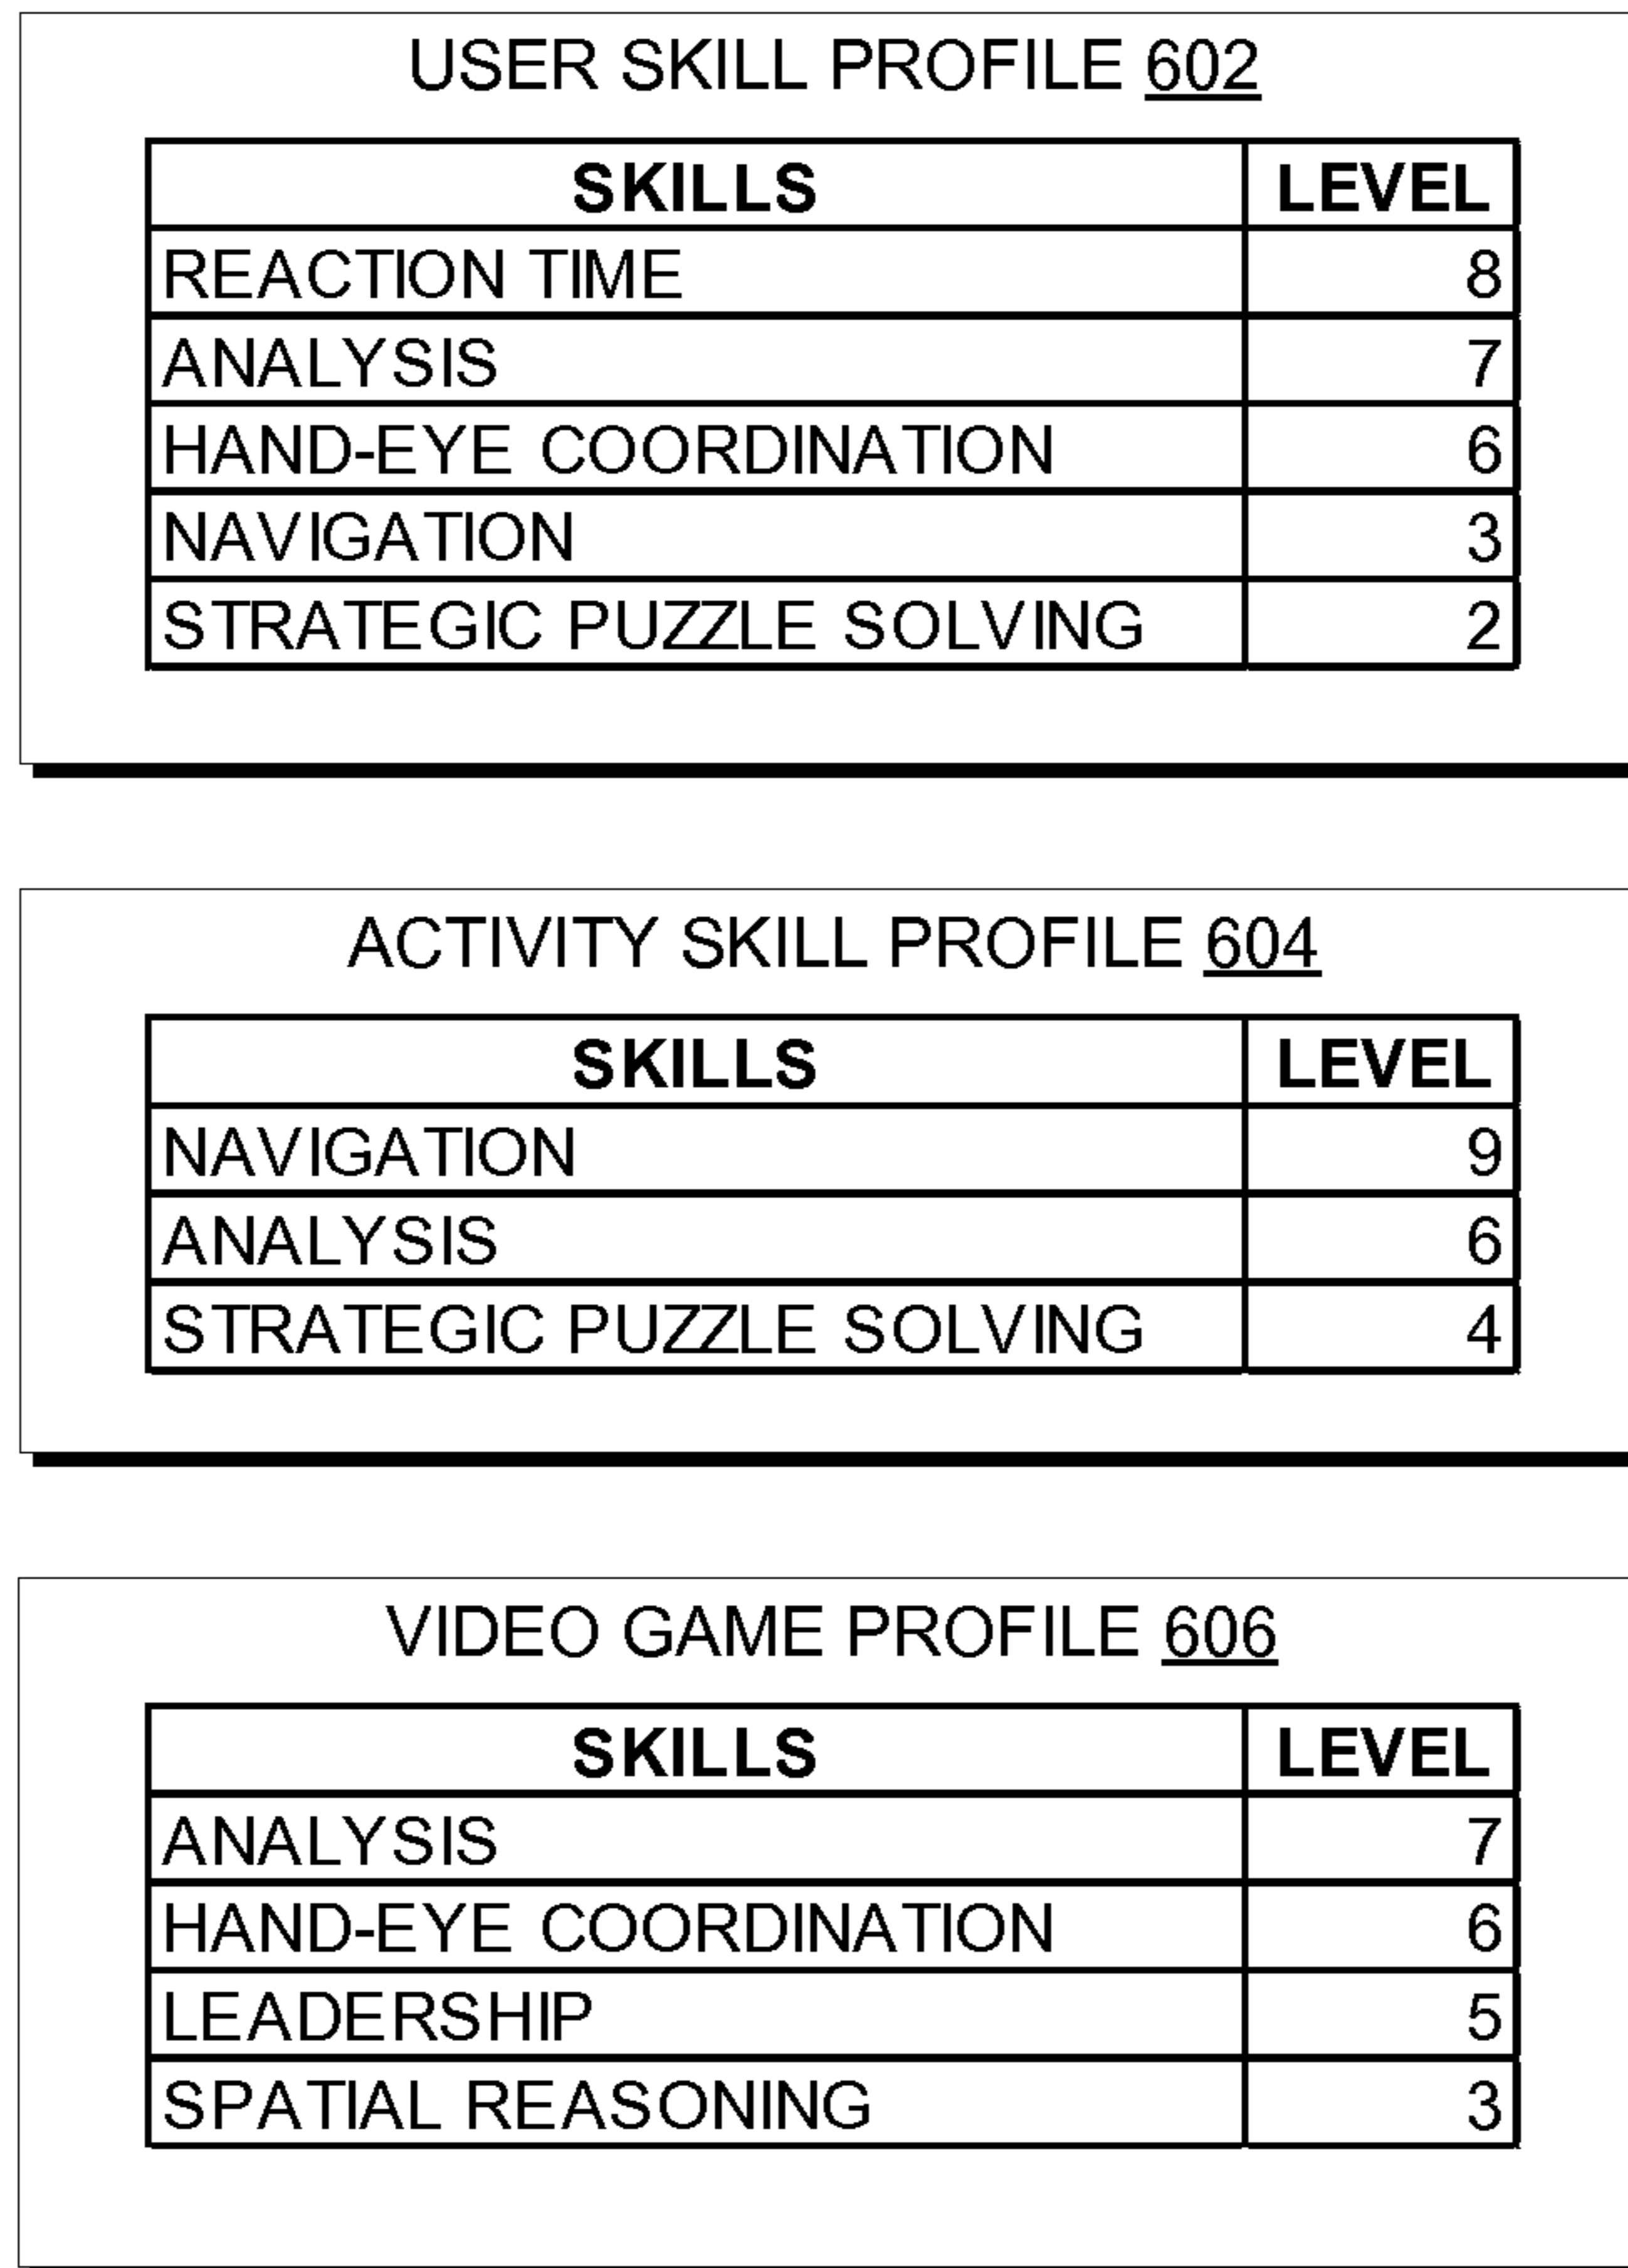 USER SKILL PROFILE 602
SKILLS LEVEL
REACTION TIME 8
ANALYSIS 7
HAND-EYE COORDINATION 6
NAVIGATION 3
STRATEGIC PUZZLE SOLVING 2
ACTIVITY SKILL PROFILE 604
SKILLS LEVEL
NAVIGATION 9
ANALYSIS 6
STRATEGIC PUZZLE SOLVING 4
VIDEO GAME PROFILE 606
SKILLS LEVEL
ANALYSIS 7
HAND-EYE COORDINATION 6
LEADERSHIP 5
SPATIAL REASONING 3